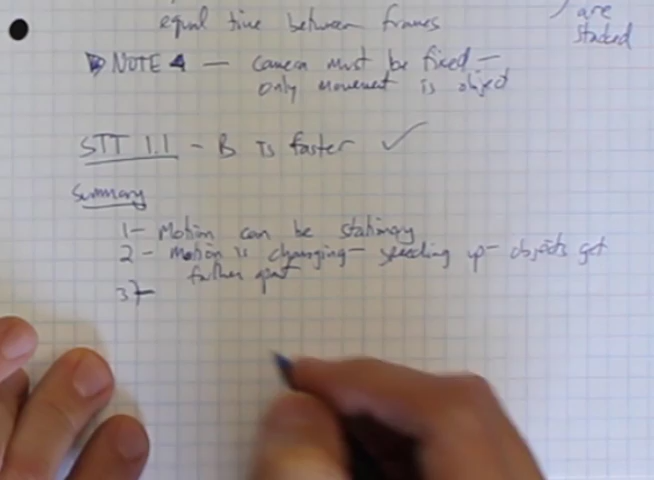 equal time between frames
are
stacked
NOTE 4 — camera must be fixed —
only movement is object
STT 1.1 - B Is faster ✓
Summary
1- Motion can be stationary
2 - Motion is changing - speeding up - objects get
farther apart
3-